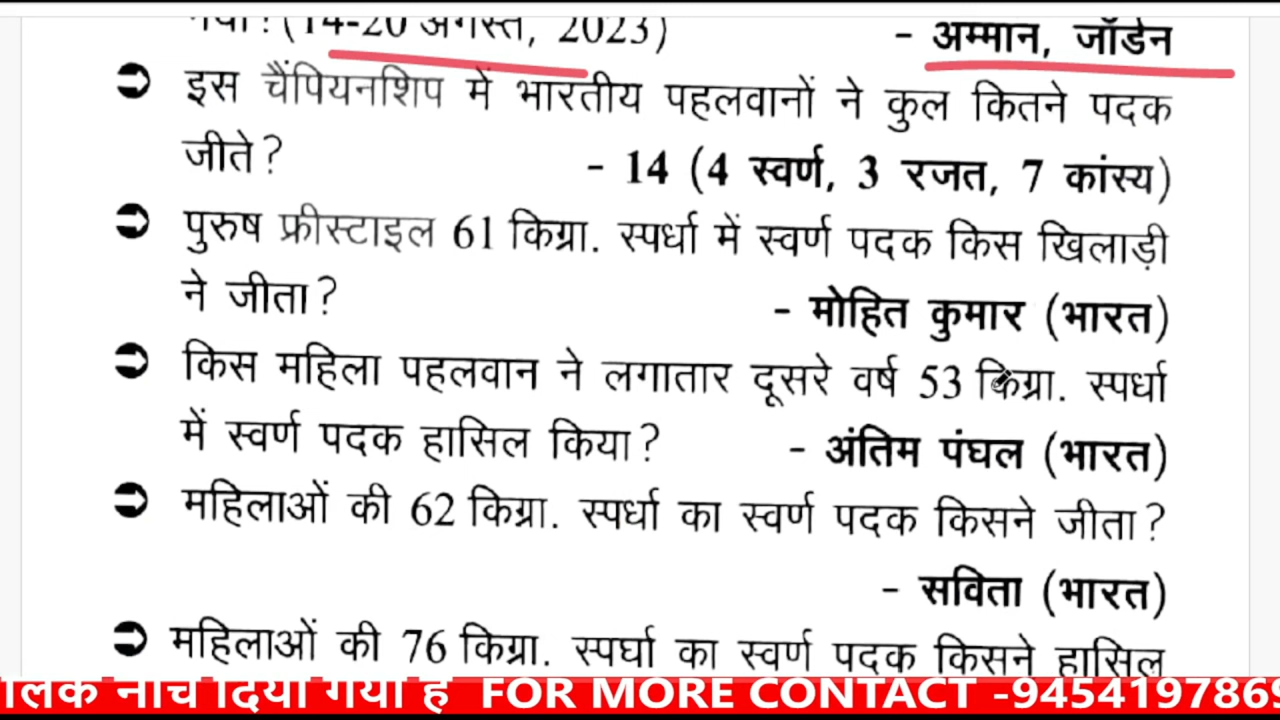 गया? (14-20 अगस्त, 2023) - अम्मान, जॉर्डन
➲ इस चैंपियनशिप में भारतीय पहलवानों ने कुल कितने पदक
जीते? - 14 (4 स्वर्ण, 3 रजत, 7 कांस्य)
➲ पुरुष फ्रीस्टाइल 61 किग्रा. स्पर्धा में स्वर्ण पदक किस खिलाड़ी
ने जीता? - मोहित कुमार (भारत)
➲ किस महिला पहलवान ने लगातार दूसरे वर्ष 53 किग्रा. स्पर्धा
में स्वर्ण पदक हासिल किया? - अंतिम पंघल (भारत)
➲ महिलाओं की 62 किग्रा. स्पर्धा का स्वर्ण पदक किसने जीता?
- सविता (भारत)
➲ महिलाओं की 76 किग्रा. स्पर्घा का स्वर्ण पदक किसने हासिल
लिंक नीचे दिया गया है FOR MORE CONTACT -9454197869